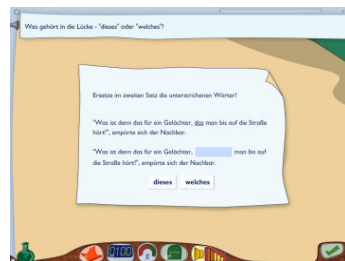 Was gehört in die Lücke - "dieses" oder "welches"?
Ersetze im zweiten Satz die unterstrichenen Wörter!
"Was ist denn das für ein Gelächter, das man bis auf die Straße
hört!", empörte sich der Nachbar.
"Was ist denn das für ein Gelächter, man bis auf
die Straße hört!", empörte sich der Nachbar.
dieses welches
0100